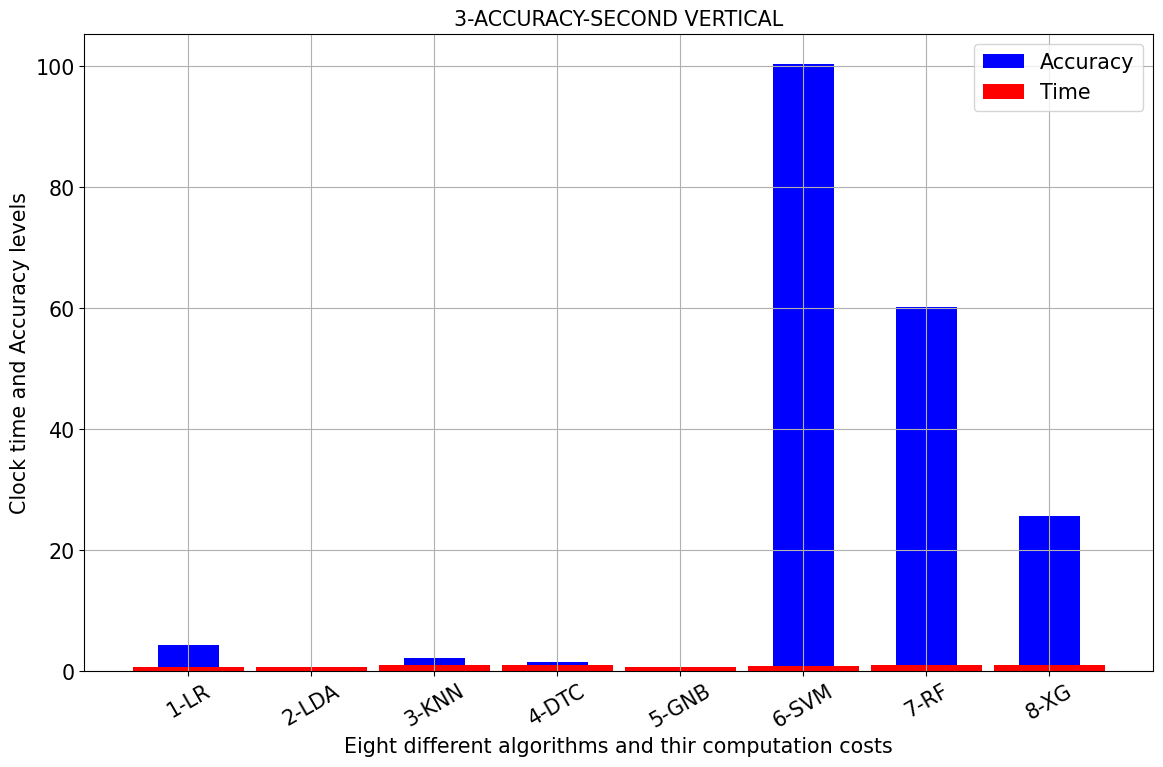 3-ACCURACY-SECOND VERTICAL
Clock time and Accuracy levels
100
80
60
40
20
0
Accuracy
Time
1-LR
2-LDA
3-KNN
4-DTC
5-GNB
6-SVM
7-RF
8-XG
Eight different algorithms and thir computation costs